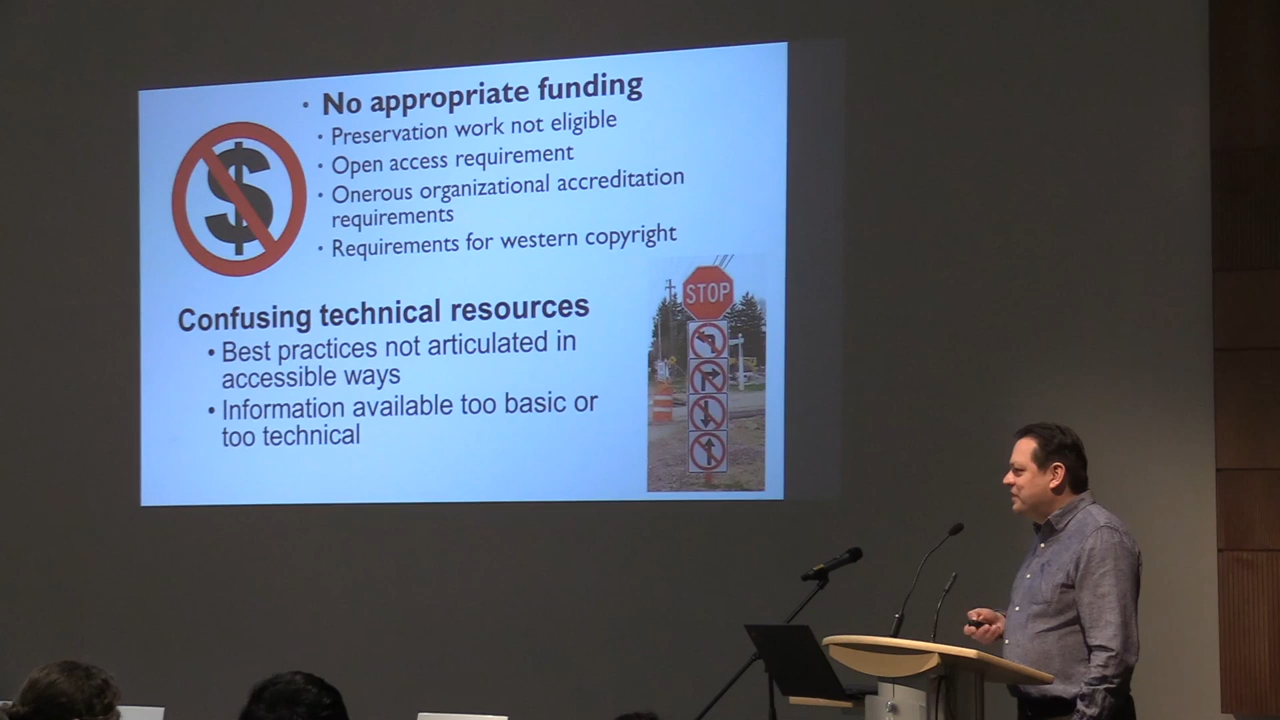 • No appropriate funding
• Preservation work not eligible
• Open access requirement
• Onerous organizational accreditation
requirements
• Requirements for western copyright
Confusing technical resources
• Best practices not articulated in
accessible ways
• Information available too basic or
too technical
STOP